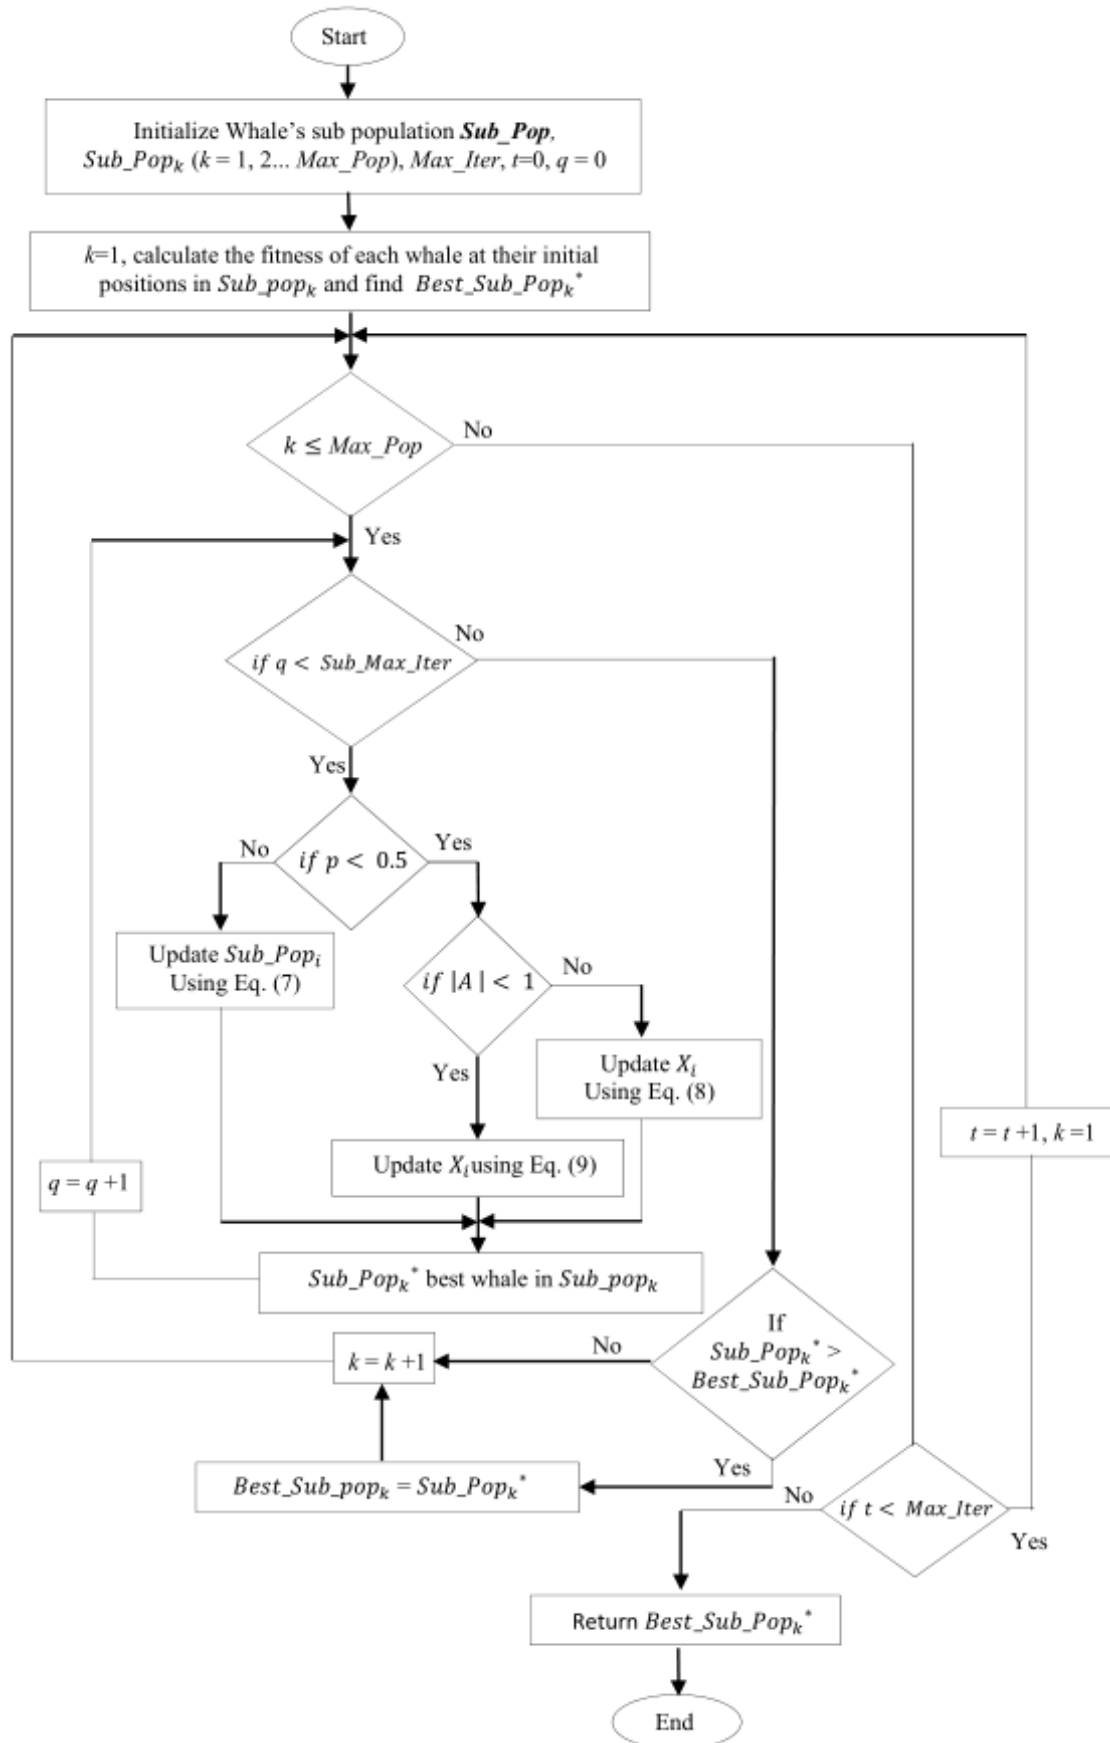 Start
Initialize Whale's sub population Sub_Pop,
Sub_Popₖ (k = 1, 2... Max_Pop), Max_Iter, t=0, q = 0
k=1, calculate the fitness of each whale at their initial
positions in Sub_popₖ and find Best_Sub_Popₖ*
k ≤ Max_Pop
No
Yes
if q < Sub_Max_Iter
No
Yes
if p < 0.5
No
Yes
Update Sub_Popᵢ
Using Eq. (7)
if |A| < 1
No
Yes
Update Xᵢ
Using Eq. (8)
Update Xᵢ using Eq. (9)
t = t +1, k =1
q = q +1
Sub_Popₖ* best whale in Sub_popₖ
If
Sub_Popₖ* >
Best_Sub_Popₖ*
No
k = k +1
Yes
Best_Sub_popₖ = Sub_Popₖ*
if t < Max_Iter
No
Yes
Return Best_Sub_Popₖ*
End